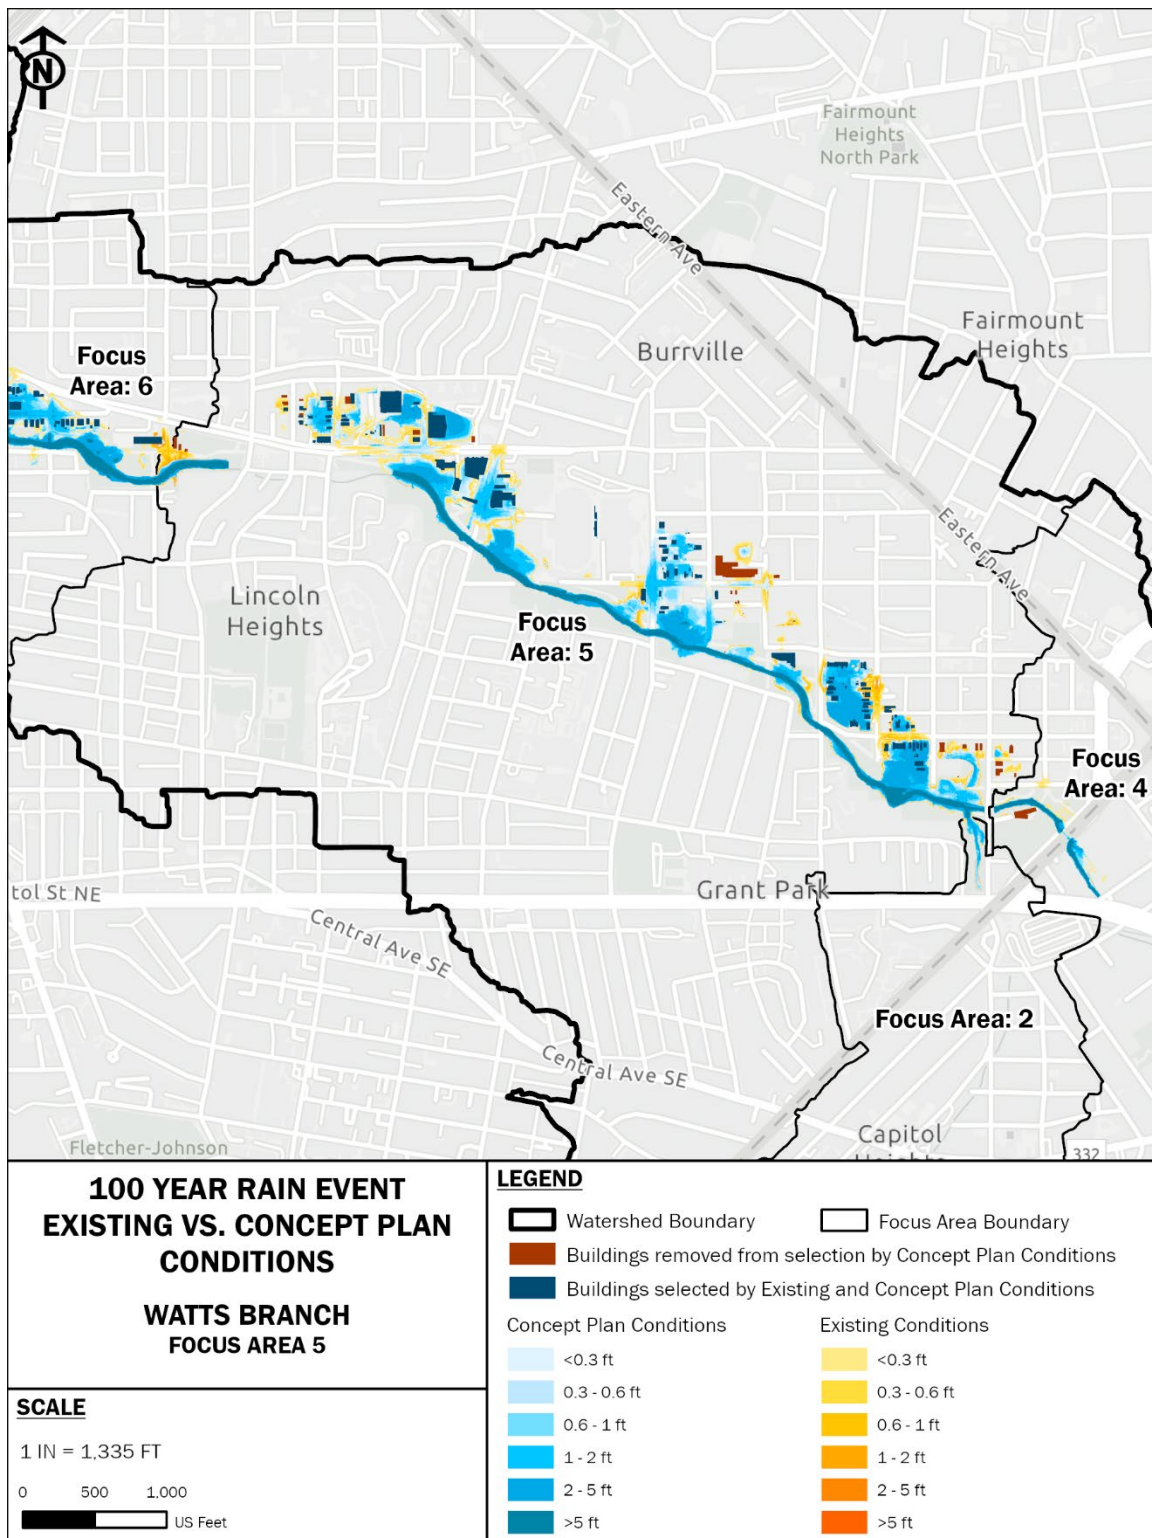 N
Fairmount
Heights
North Park
Eastern Ave
Fairmount
Heights
Burrville
Focus
Area: 6
Eastern Ave
Lincoln
Heights
Focus
Area: 5
Focus
Area: 4
Grant Park
tol St NE
Central Ave SE
Focus Area: 2
Central Ave SE
Capitol
Heights
Fletcher-Johnson
332
100 YEAR RAIN EVENT
EXISTING VS. CONCEPT PLAN
CONDITIONS
WATTS BRANCH
FOCUS AREA 5
SCALE
1 IN = 1,335 FT
0 500 1,000
US Feet
LEGEND
Watershed Boundary Focus Area Boundary
Buildings removed from selection by Concept Plan Conditions
Buildings selected by Existing and Concept Plan Conditions
Concept Plan Conditions Existing Conditions
<0.3 ft <0.3 ft
0.3 - 0.6 ft 0.3 - 0.6 ft
0.6 - 1 ft 0.6 - 1 ft
1 - 2 ft 1 - 2 ft
2 - 5 ft 2 - 5 ft
>5 ft >5 ft